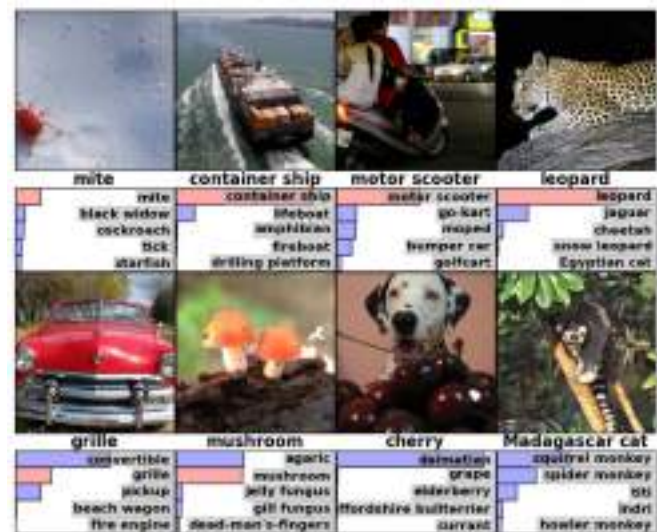 mite
container ship
motor scooter
leopard
mite
black widow
cockroach
tick
starfish
container ship
lifeboat
amphibian
fireboat
drilling platform
motor scooter
go-kart
moped
bumper car
golfcart
leopard
jaguar
cheetah
snow leopard
Egyptian cat
grille
mushroom
cherry
Madagascar cat
convertible
grille
pickup
beach wagon
fire engine
agaric
mushroom
jelly fungus
gill fungus
dead-man's-fingers
dalmatian
grape
elderberry
ffordshire bullterrier
currant
squirrel monkey
spider monkey
titi
indri
howler monkey